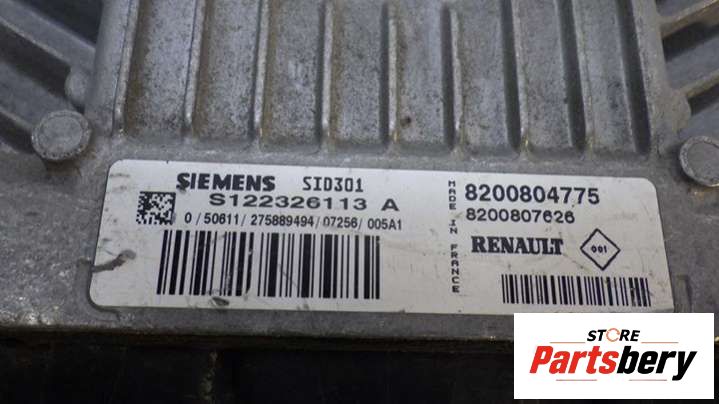 SIEMENS SID301
S122326113 A
0/50611/275889494/07256/005A1
MADE IN FRANCE
8200804775
8200807626
RENAULT 001
STORE
Partsbery